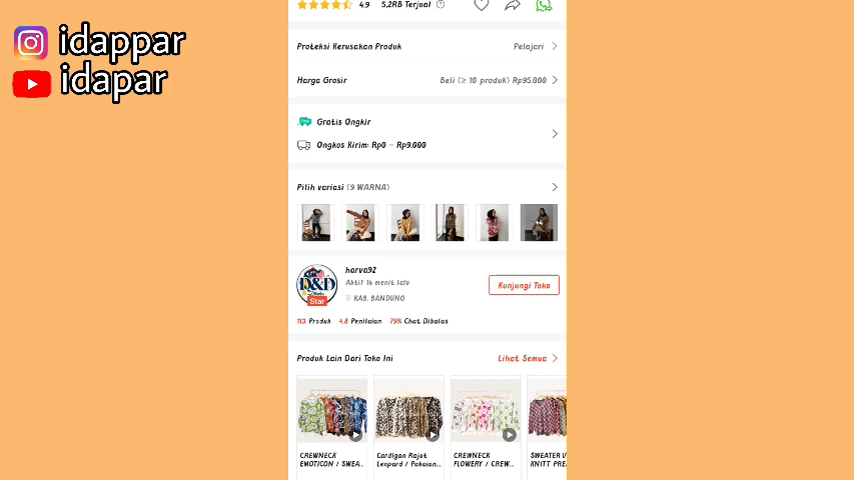 idappar
idapar
4.9 5,2RB Terjual ?
Proteksi Kerusakan Produk Pelajari
Harga Grosir Beli (≥ 10 produk) Rp95.000
Gratis Ongkir
Ongkos Kirim: Rp0 - Rp9.000
Pilih variasi (9 WARNA)
+4
D&D
Star
harva92
Aktif 16 menit lalu
KAB. BANDUNG
Kunjungi Toko
113 Produk 4.8 Penilaian 79% Chat Dibalas
Produk Lain Dari Toko Ini Lihat Semua
CREWNECK
EMOTICON / SWEA..
Cardigan Rajut
Leopard / Pakaian...
CREWNECK
FLOWERY / CREW...
SWEATER V
KNITT PRE